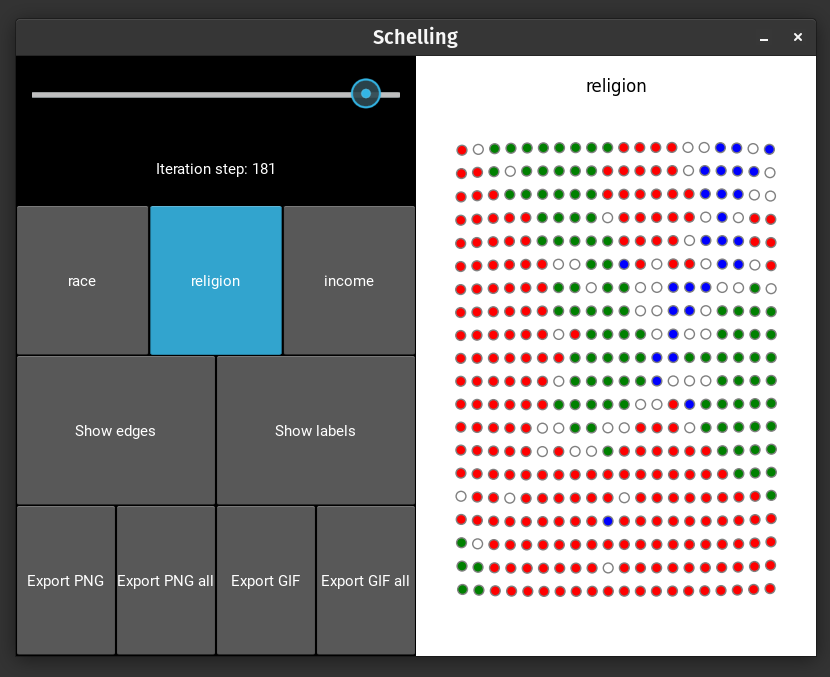 Schelling
religion
Iteration step: 181
race
religion
income
Show edges
Show labels
Export PNG
Export PNG all
Export GIF
Export GIF all